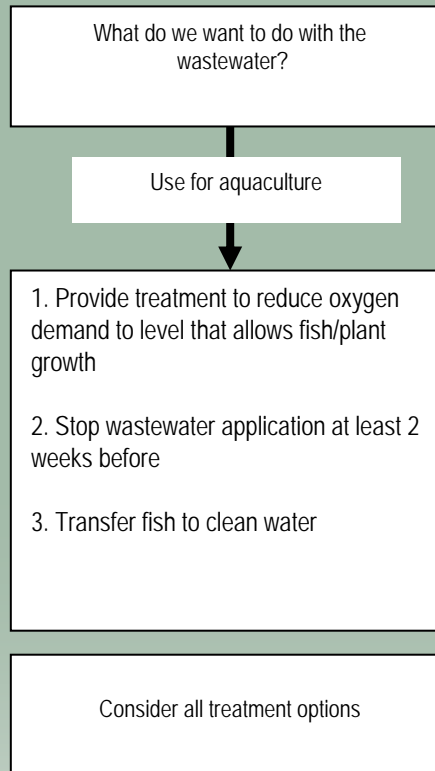 What do we want to do with the
wastewater?
Use for aquaculture
1. Provide treatment to reduce oxygen
demand to level that allows fish/plant
growth
2. Stop wastewater application at least 2
weeks before
3. Transfer fish to clean water
Consider all treatment options